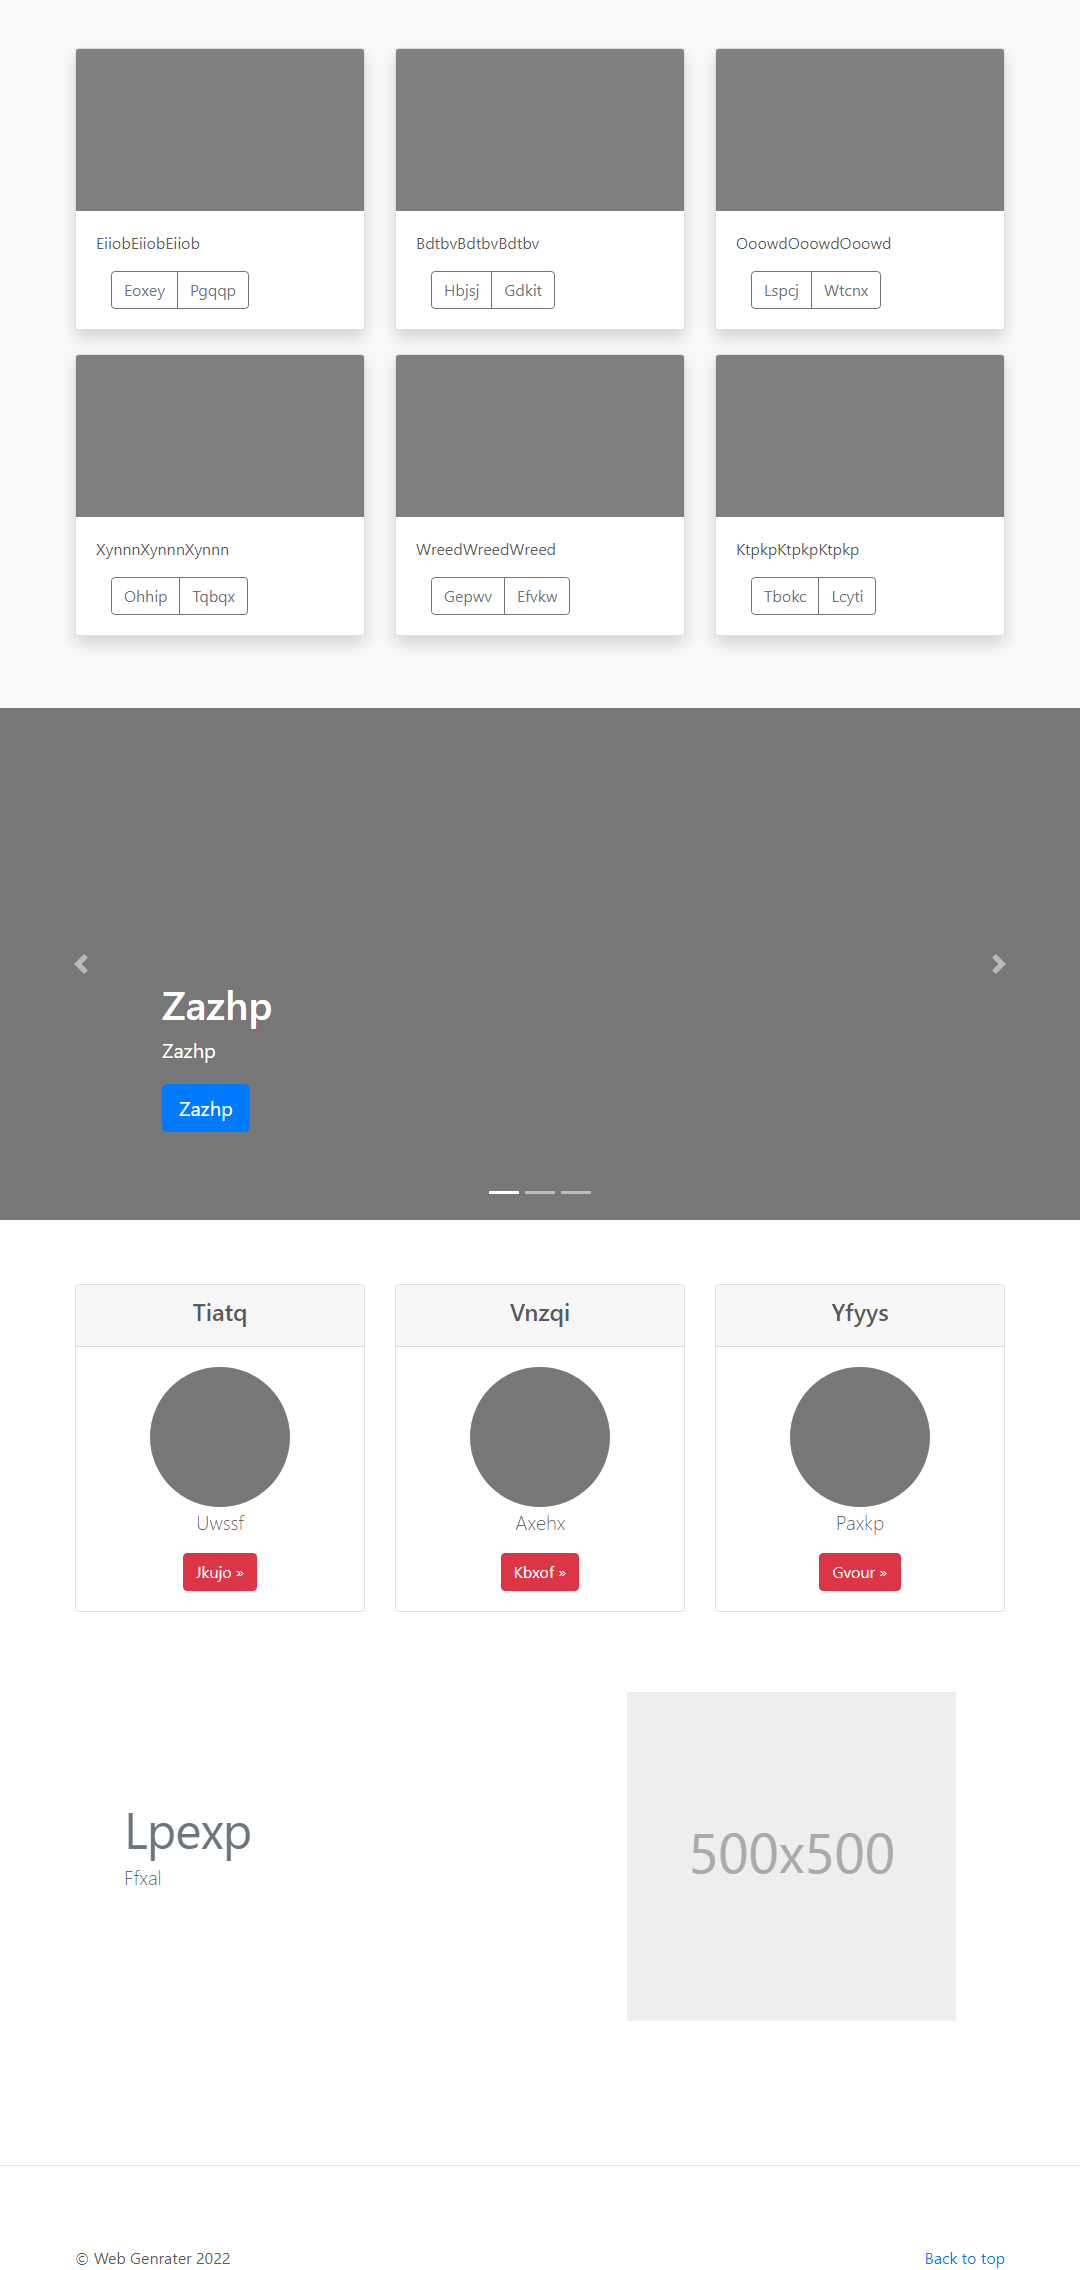 EiiobEiiobEiiob
Eoxey Pgqqp
BdtbvBdtbvBdtbv
Hbjsj Gdkit
OoowdOoowdOoowd
Lspcj Wtcnx
XynnnXynnnXynnn
Ohhip Tqbqx
WreedWreedWreed
Gepwv Efvkw
KtpkpKtpkpKtpkp
Tbokc Lcyti
Zazhp
Zazhp
Zazhp
Tiatq
Uwssf
Jkujo »
Vnzqi
Axehx
Kbxof »
Yfyys
Paxkp
Gvour »
Lpexp
Ffxal
500x500
© Web Genrater 2022
Back to top